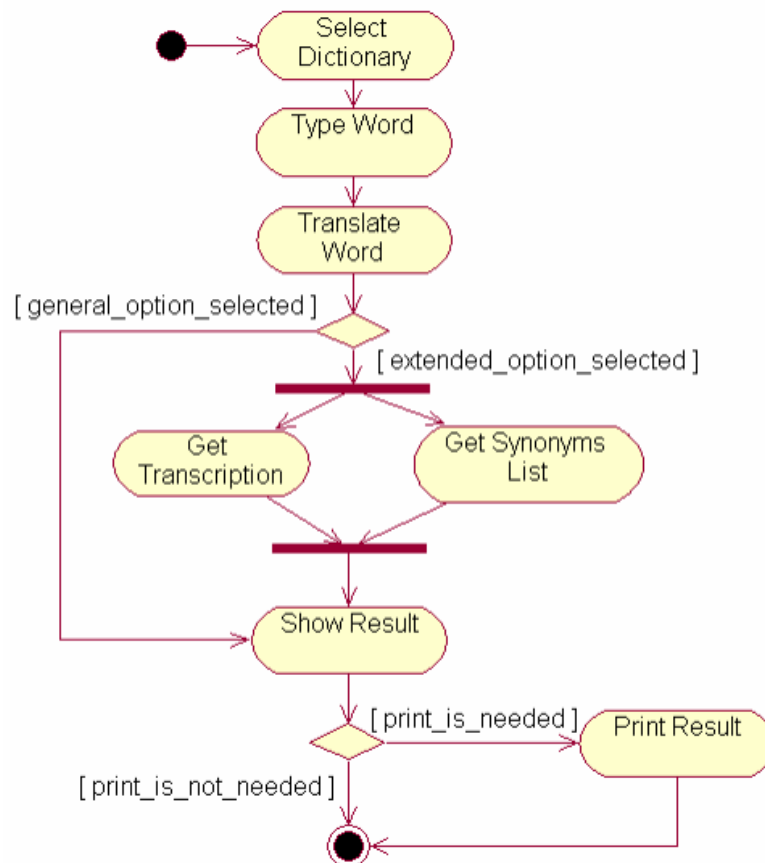 Select
Dictionary
Type Word
Translate
Word
[ general_option_selected ]
[ extended_option_selected ]
Get
Transcription
Get Synonyms
List
Show Result
[ print_is_needed ]
Print Result
[ print_is_not_needed ]